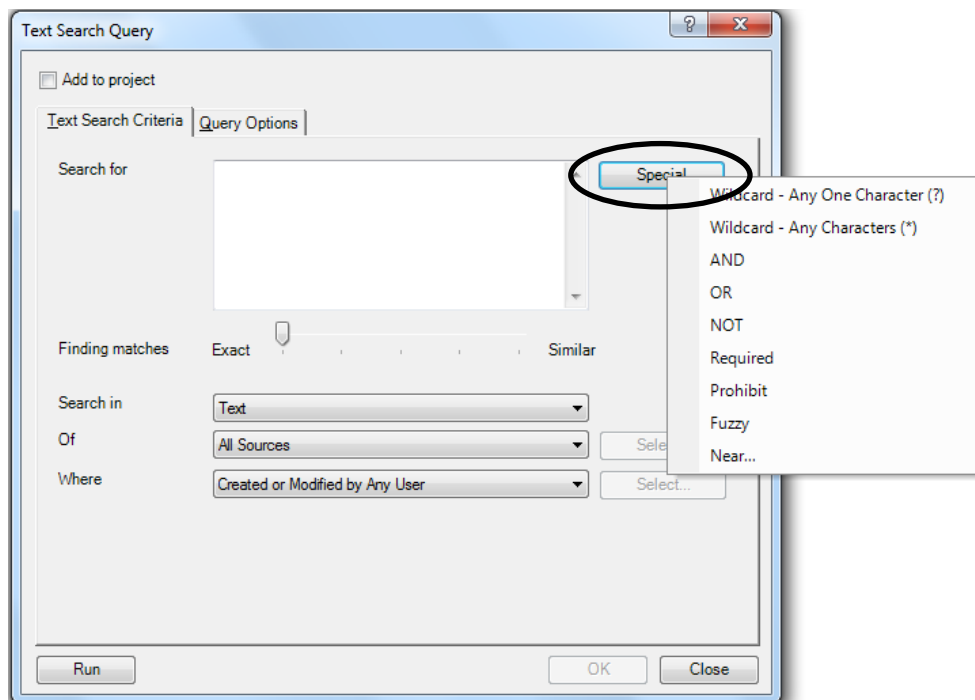 Text Search Query
Add to project
Text Search Criteria
Query Options
Search for
Special
Wildcard - Any One Character (?)
Wildcard - Any Characters (*)
AND
OR
NOT
Required
Prohibit
Fuzzy
Near...
Finding matches
Exact
Similar
Search in
Text
Of
All Sources
Where
Created or Modified by Any User
Select...
Run
OK
Close